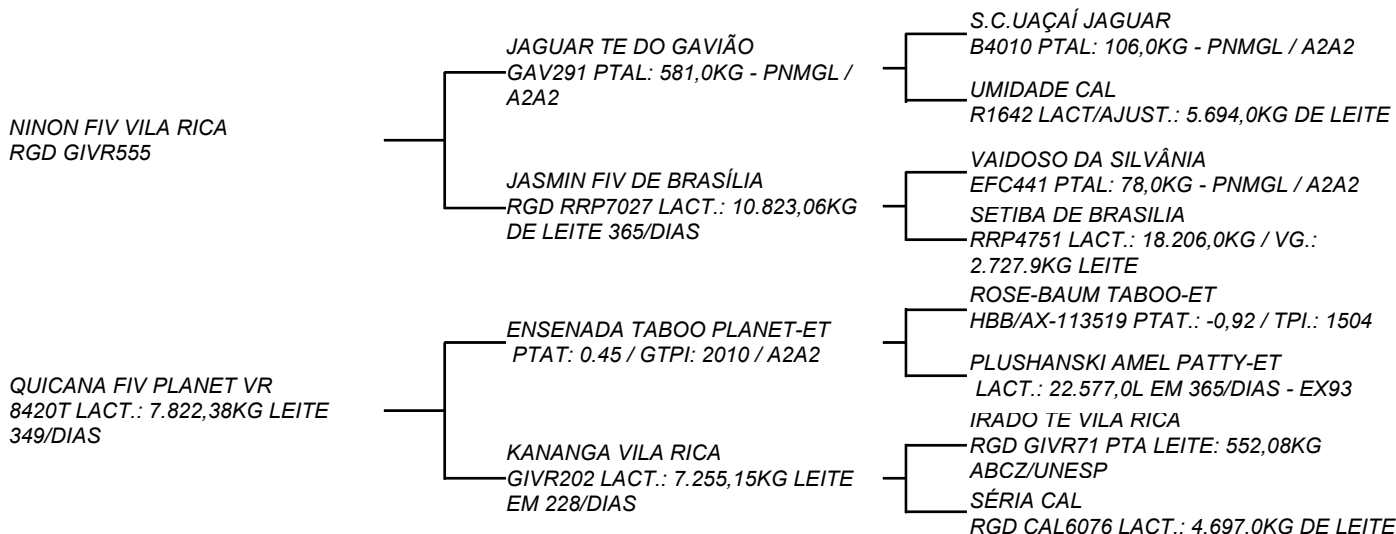 NINON FIV VILA RICA
RGD GIVR555
JAGUAR TE DO GAVIÃO
GAV291 PTAL: 581,0KG - PNMGL /
A2A2
S.C.UAÇAÍ JAGUAR
B4010 PTAL: 106,0KG - PNMGL / A2A2
UMIDADE CAL
R1642 LACT/AJUST.: 5.694,0KG DE LEITE
JASMIN FIV DE BRASÍLIA
RGD RRP7027 LACT.: 10.823,06KG
DE LEITE 365/DIAS
VAIDOSO DA SILVÂNIA
EFC441 PTAL: 78,0KG - PNMGL / A2A2
SETIBA DE BRASILIA
RRP4751 LACT.: 18.206,0KG / VG.:
2.727.9KG LEITE
QUICANA FIV PLANET VR
8420T LACT.: 7.822,38KG LEITE
349/DIAS
ENSENADA TABOO PLANET-ET
PTAT: 0.45 / GTPI: 2010 / A2A2
ROSE-BAUM TABOO-ET
HBB/AX-113519 PTAT.: -0,92 / TPI.: 1504
PLUSHANSKI AMEL PATTY-ET
LACT.: 22.577,0L EM 365/DIAS - EX93
KANANGA VILA RICA
GIVR202 LACT.: 7.255,15KG LEITE
EM 228/DIAS
IRADO TE VILA RICA
RGD GIVR71 PTA LEITE: 552,08KG
ABCZ/UNESP
SÉRIA CAL
RGD CAL6076 LACT.: 4.697,0KG DE LEITE